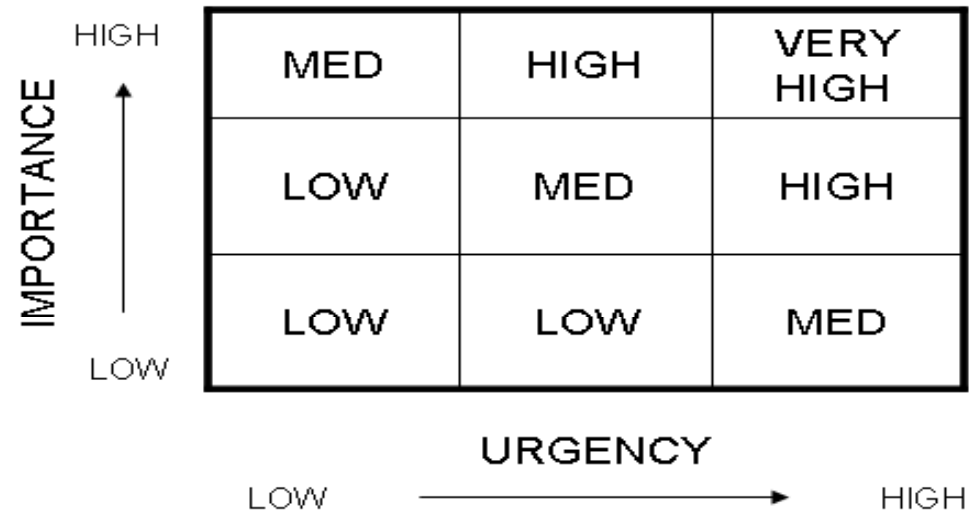 HIGH
IMPORTANCE
LOW
MED HIGH VERY HIGH
LOW MED HIGH
LOW LOW MED
URGENCY
LOW HIGH